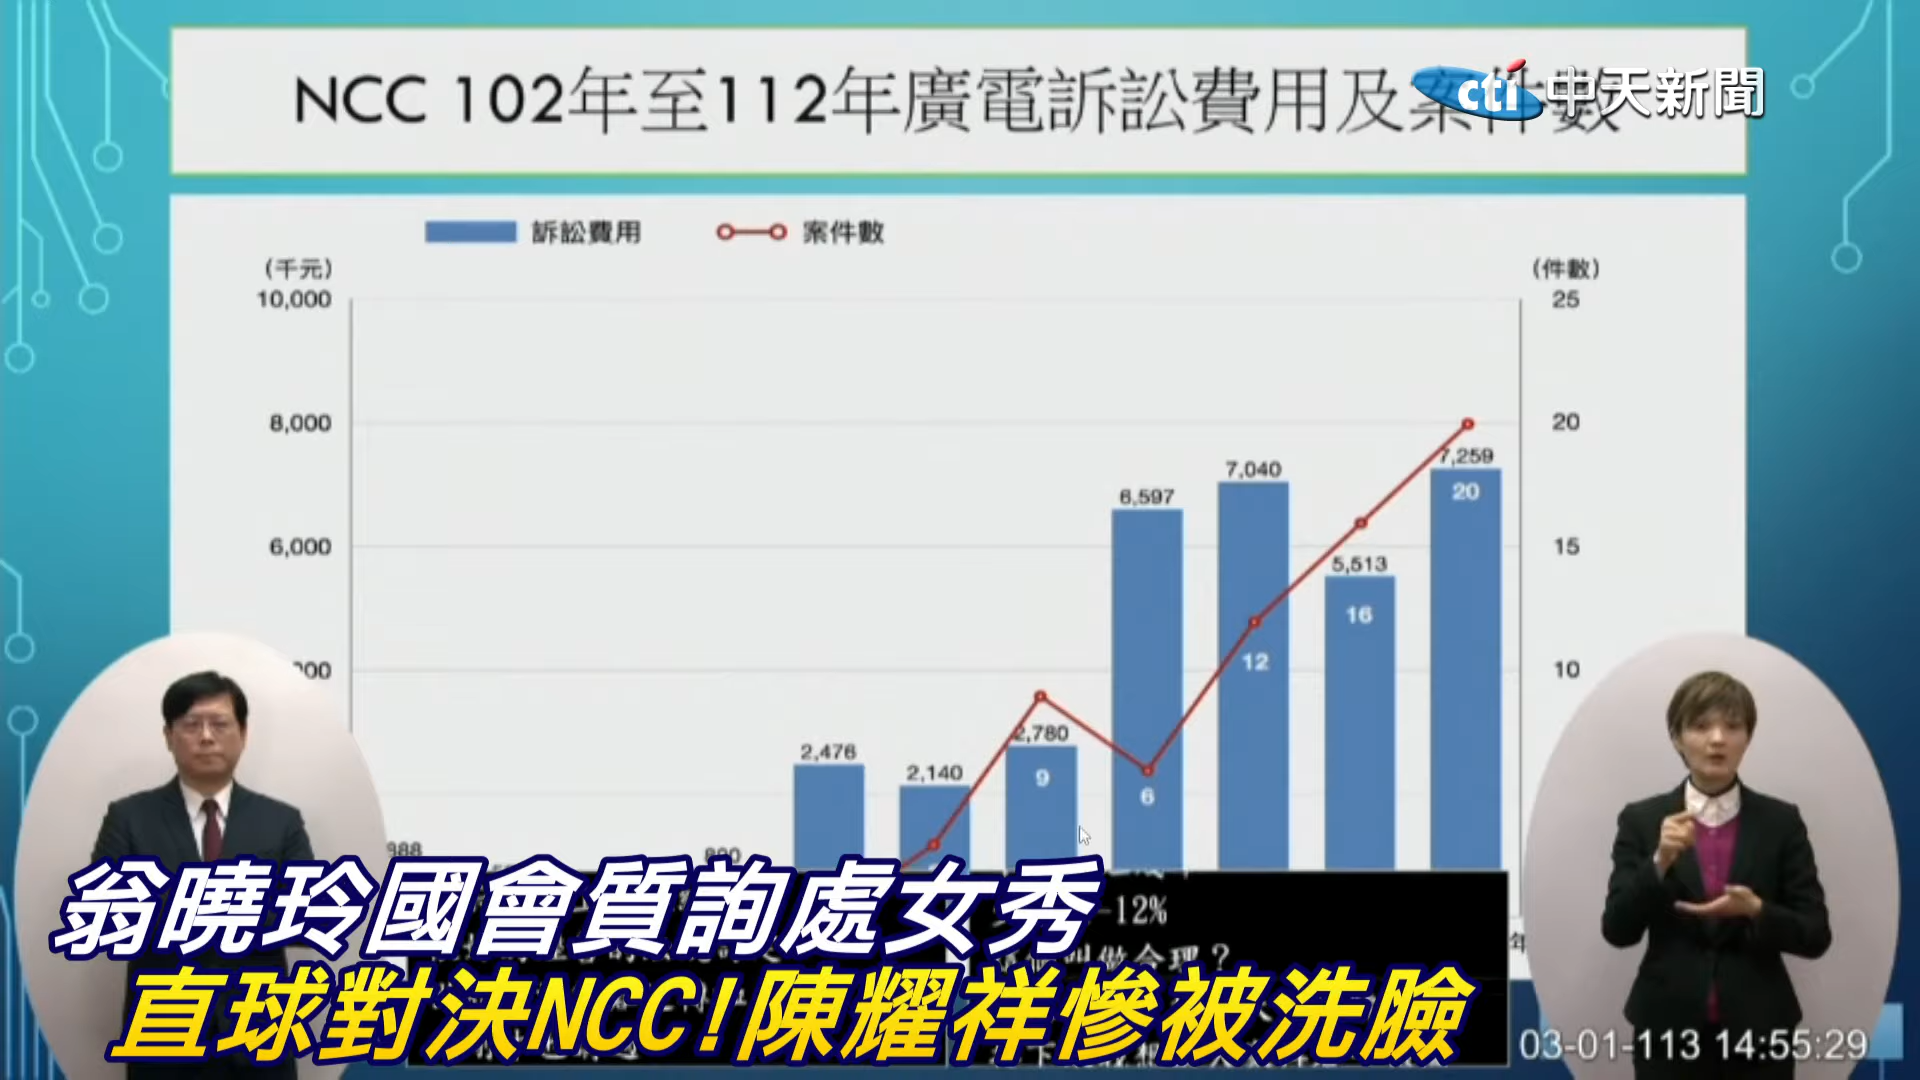 NCC 102年至112年廣電訴訟費用及案件數
cti 中天新聞
訴訟費用 案件數
(千元) (件數)
10,000 25
8,000 20
7,259
7,040 20
6,597
6,000 15
5,513
16
12
10
2,780
2,476
2,140 9
6
翁曉玲國會質詢處女秀
-12%
直球對決NCC!陳耀祥慘被洗臉
03-01-113 14:55:29